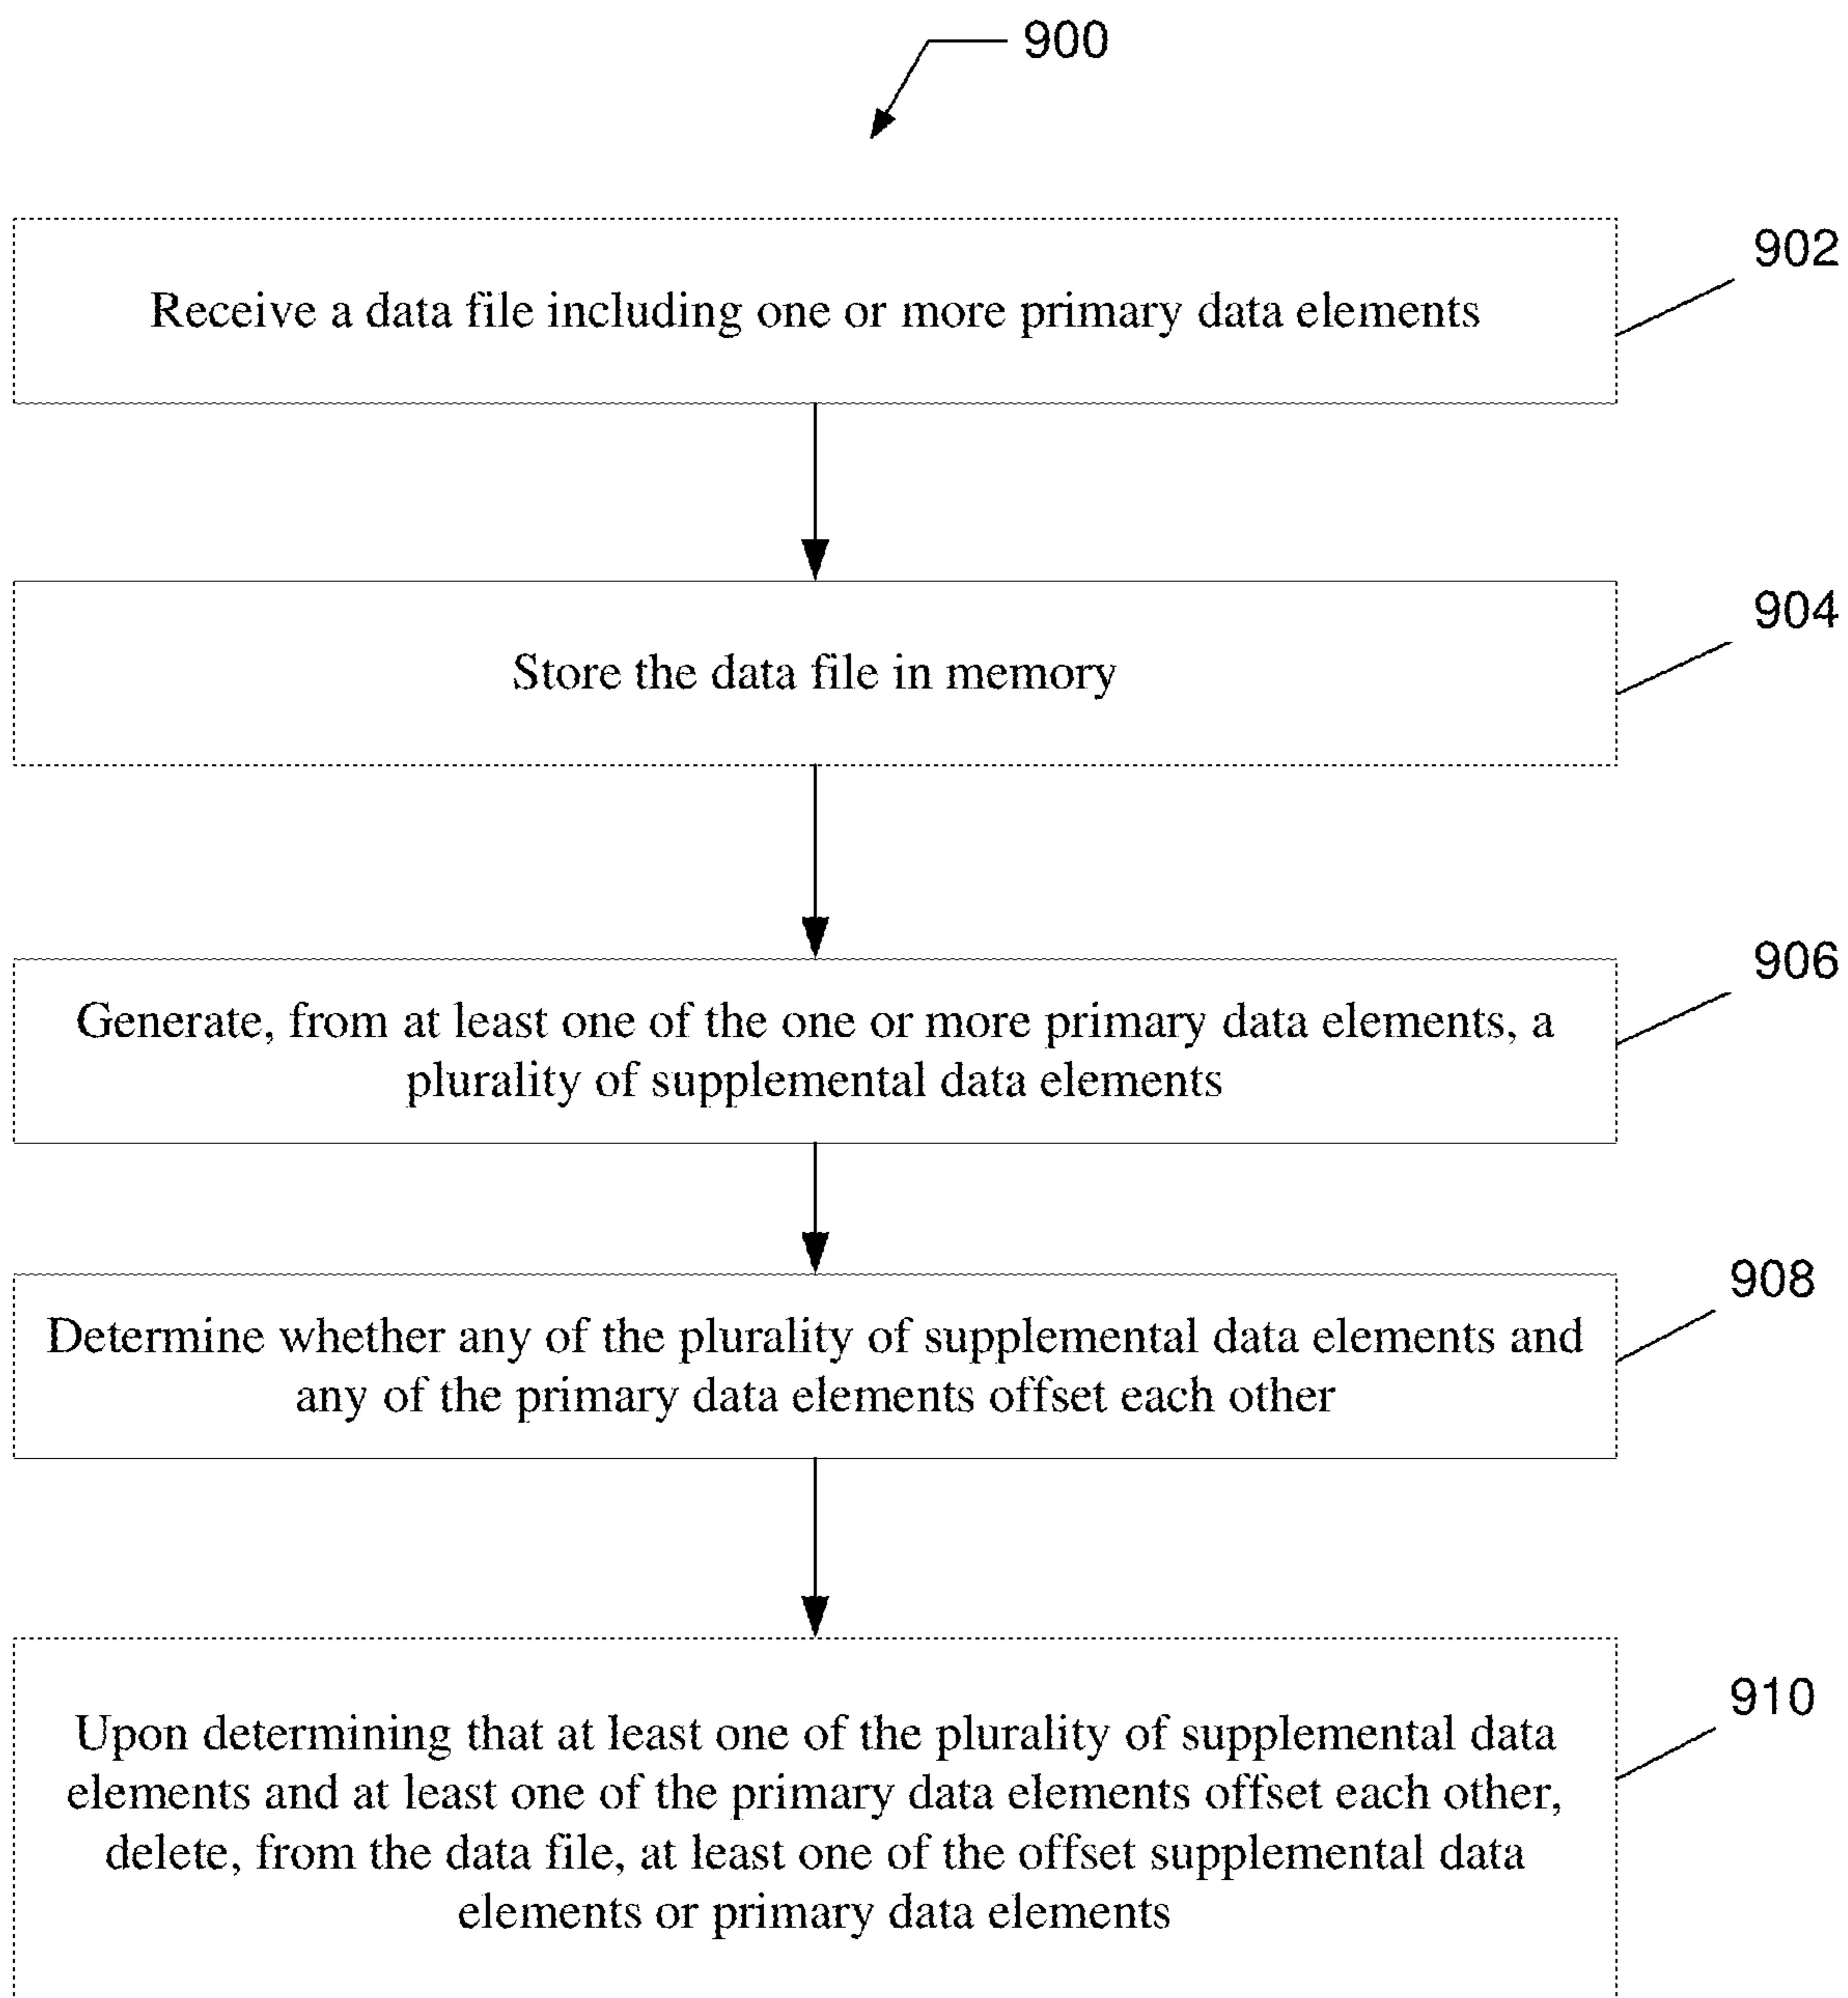 900
902
Receive a data file including one or more primary data elements
904
Store the data file in memory
906
Generate, from at least one of the one or more primary data elements, a
plurality of supplemental data elements
908
Determine whether any of the plurality of supplemental data elements and
any of the primary data elements offset each other
910
Upon determining that at least one of the plurality of supplemental data
elements and at least one of the primary data elements offset each other,
delete, from the data file, at least one of the offset supplemental data
elements or primary data elements